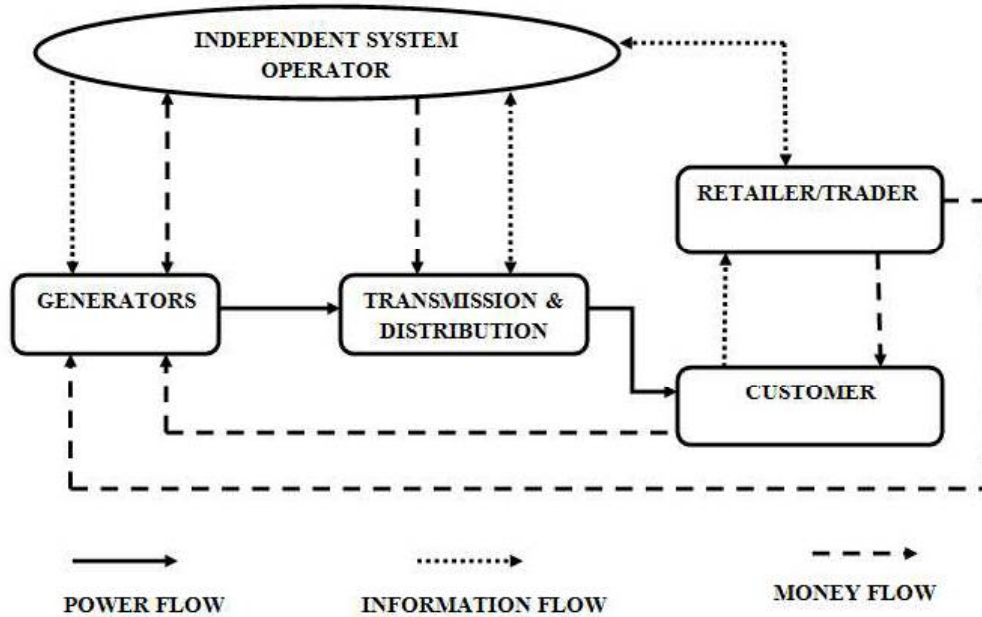 INDEPENDENT SYSTEM
OPERATOR
RETAILER/TRADER
GENERATORS
TRANSMISSION &
DISTRIBUTION
CUSTOMER
POWER FLOW
INFORMATION FLOW
MONEY FLOW